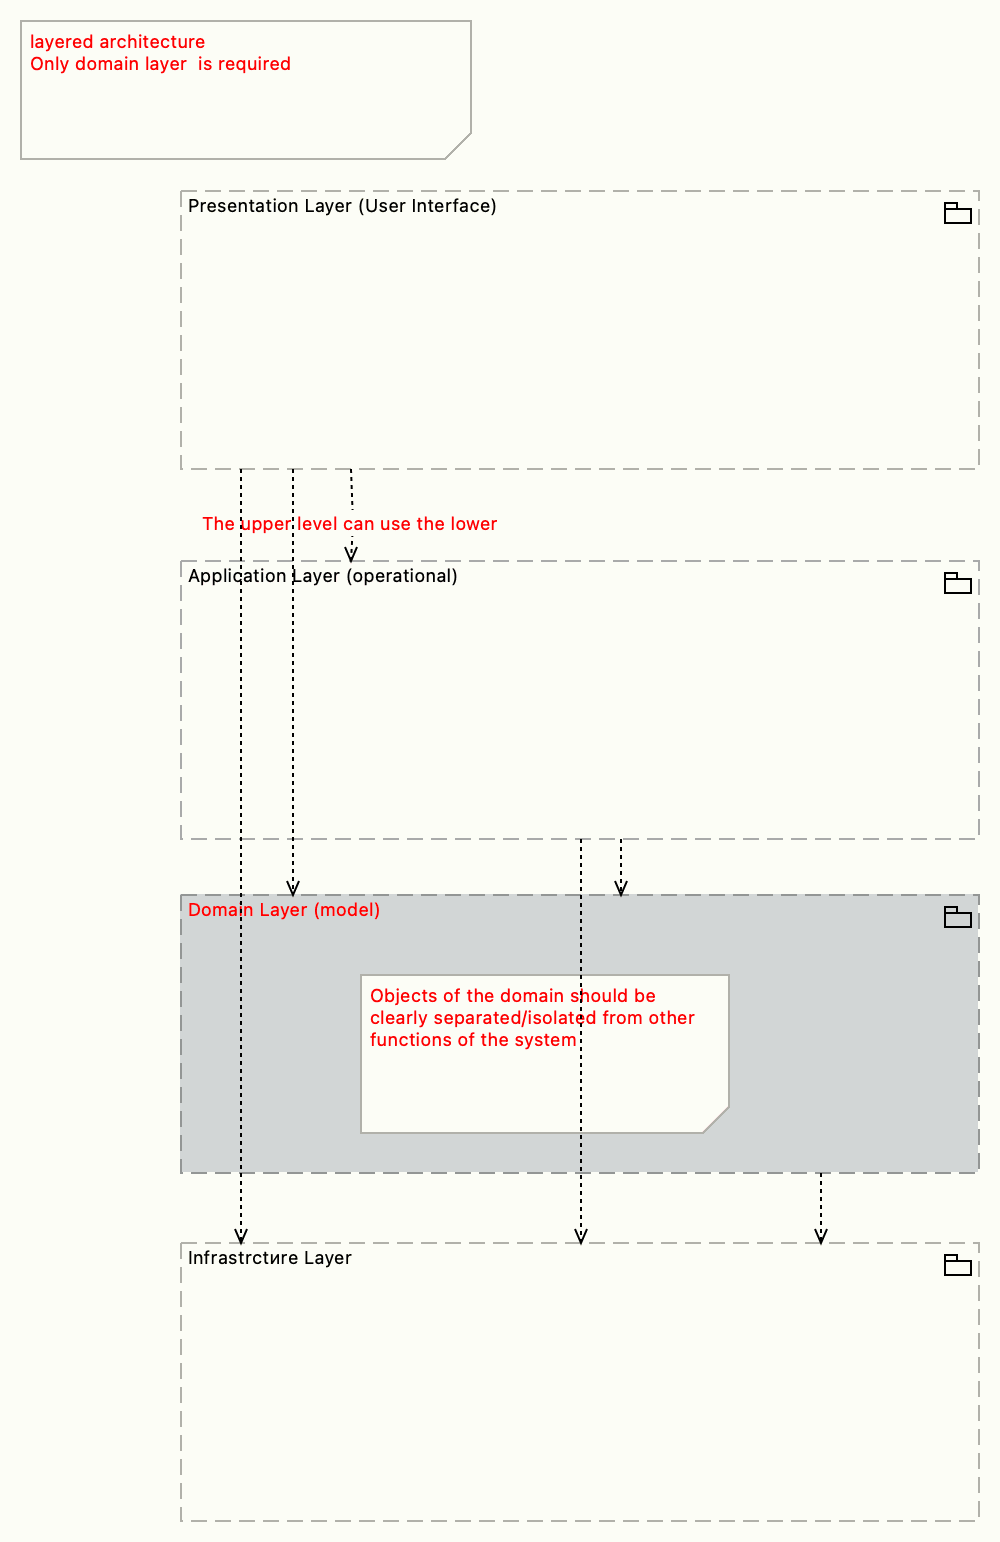 layered architecture
Only domain layer  is required
Presentation Layer (User Interface)
The upper level can use the lower
Application Layer (operational)
Domain Layer (model)
Objects of the domain should be
clearly separated/isolated from other
functions of the system
Infrastrctиre Layer